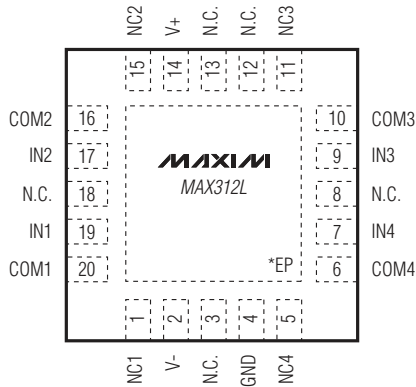 NC2 V+ N.C. N.C. NC3
15 14 13 12 11
COM2 16 10 COM3
IN2 17 9 IN3
MAXIM
N.C. 18 MAX312L 8 N.C.
IN1 19 7 IN4
*EP
COM1 20 6 COM4
1 2 3 4 5
NC1 V- N.C. GND NC4